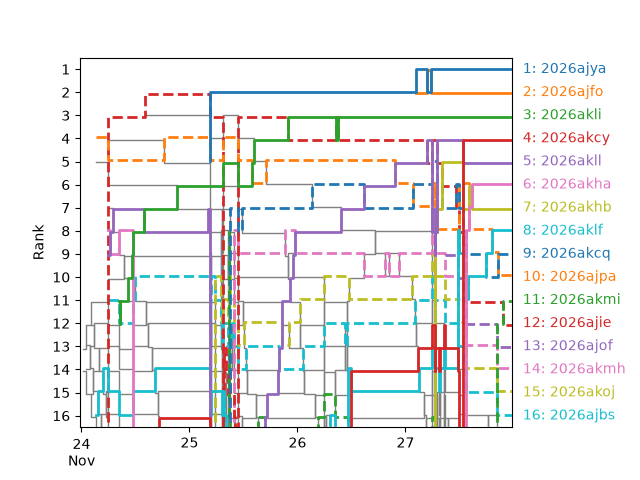 1
2
3
4
5
6
7
8
9
10
11
12
13
14
15
16
Rank
24
25
26
27
Nov
1: 2026ajya
2: 2026ajfo
3: 2026akli
4: 2026akcy
5: 2026akll
6: 2026akha
7: 2026akhb
8: 2026aklf
9: 2026akcq
10: 2026ajpa
11: 2026akmi
12: 2026ajie
13: 2026ajof
14: 2026akmh
15: 2026akoj
16: 2026ajbs